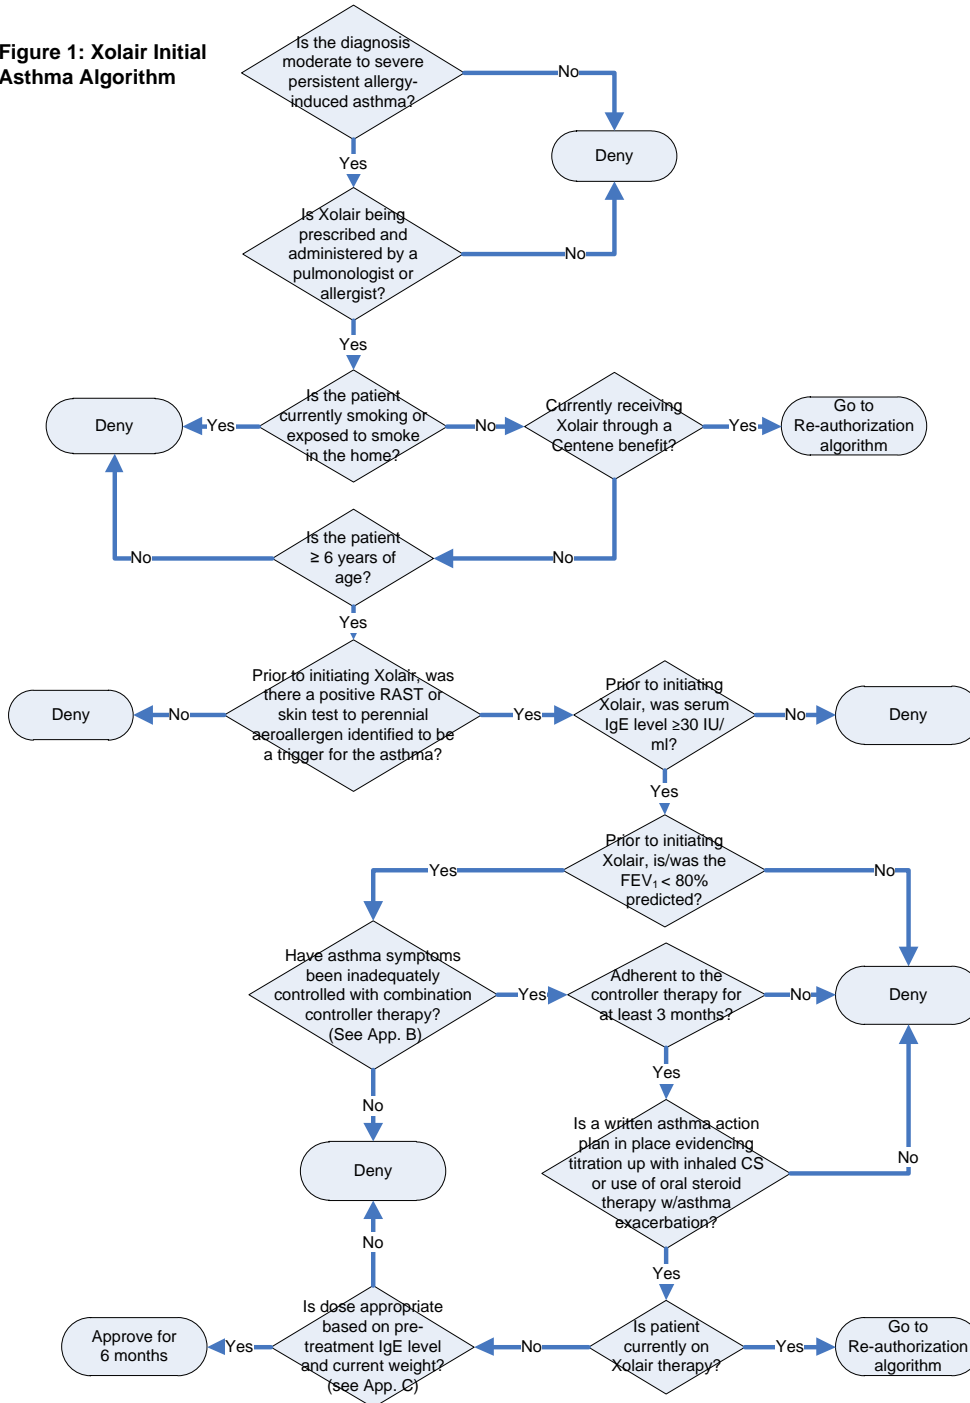 Figure 1: Xolair Initial
Asthma Algorithm
Is the diagnosis
moderate to severe
persistent allergy-
induced asthma?
No
Deny
Yes
Is Xolair being
prescribed and
administered by a
pulmonologist or
allergist?
No
Yes
Is the patient
currently smoking or
exposed to smoke
in the home?
Yes
Deny
No
Currently receiving
Xolair through a
Centene benefit?
Yes
Go to
Re-authorization
algorithm
No
Is the patient
≥ 6 years of
age?
No
Yes
Prior to initiating Xolair, was
there a positive RAST or
skin test to perennial
aeroallergen identified to be
a trigger for the asthma?
No
Deny
Yes
Prior to initiating
Xolair, was serum
IgE level ≥30 IU/
ml?
No
Deny
Yes
Prior to initiating
Xolair, is/was the
FEV₁ < 80%
predicted?
Yes
No
Have asthma symptoms
been inadequately
controlled with combination
controller therapy?
(See App. B)
Yes
Adherent to the
controller therapy for
at least 3 months?
No
Deny
Yes
No
Deny
Is a written asthma action
plan in place evidencing
titration up with inhaled CS
or use of oral steroid
therapy w/asthma
exacerbation?
No
Yes
No
Is patient
currently on
Xolair therapy?
Yes
Go to
Re-authorization
algorithm
No
Is dose appropriate
based on pre-
treatment IgE level
and current weight?
(see App. C)
Yes
Approve for
6 months